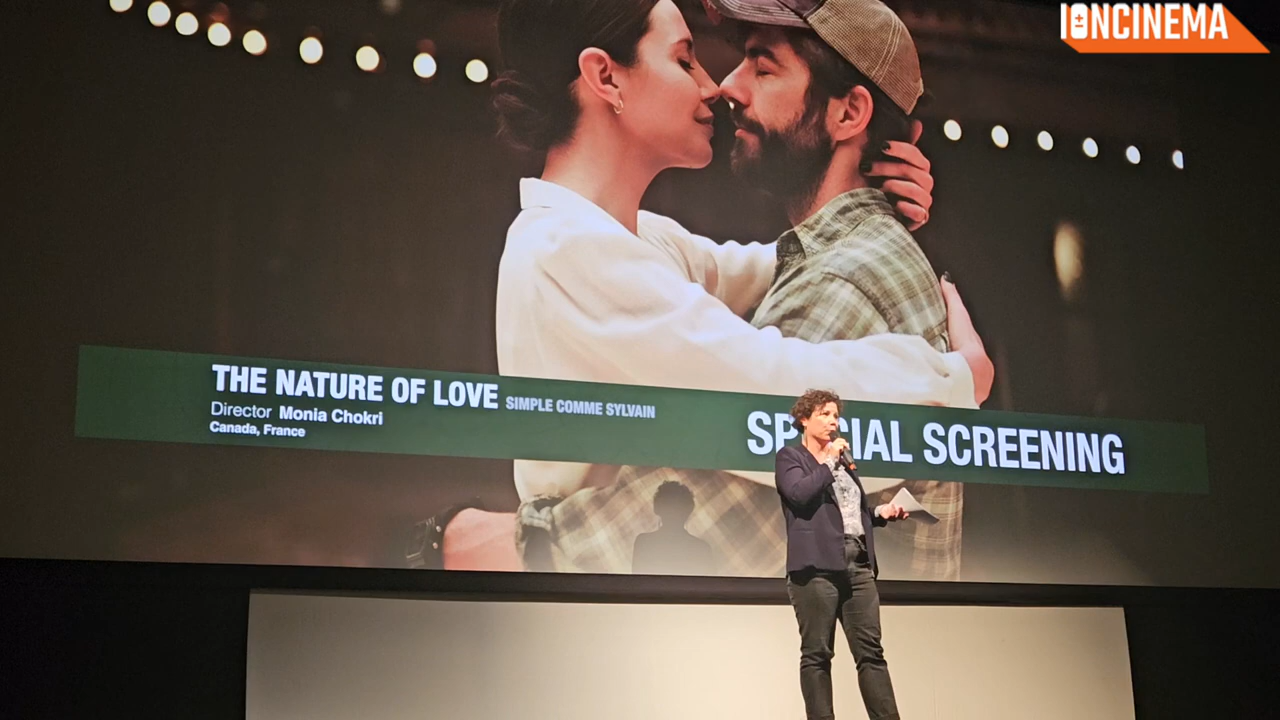 IONCINEMA
THE NATURE OF LOVE SIMPLE COMME SYLVAIN
Director Monia Chokri
Canada, France
SPECIAL SCREENING